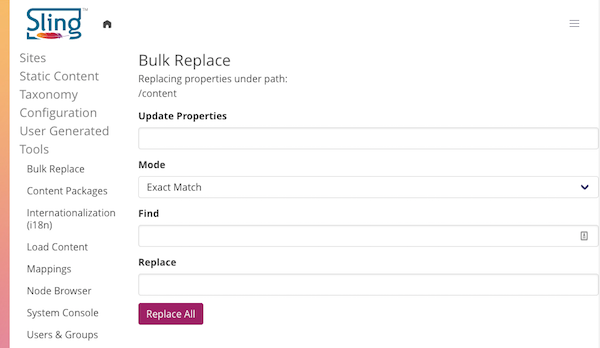 Sling™
Sites
Static Content
Taxonomy
Configuration
User Generated
Tools
Bulk Replace
Content Packages
Internationalization
(i18n)
Load Content
Mappings
Node Browser
System Console
Users & Groups
Bulk Replace
Replacing properties under path:
/content
Update Properties
Mode
Exact Match
Find
Replace
Replace All